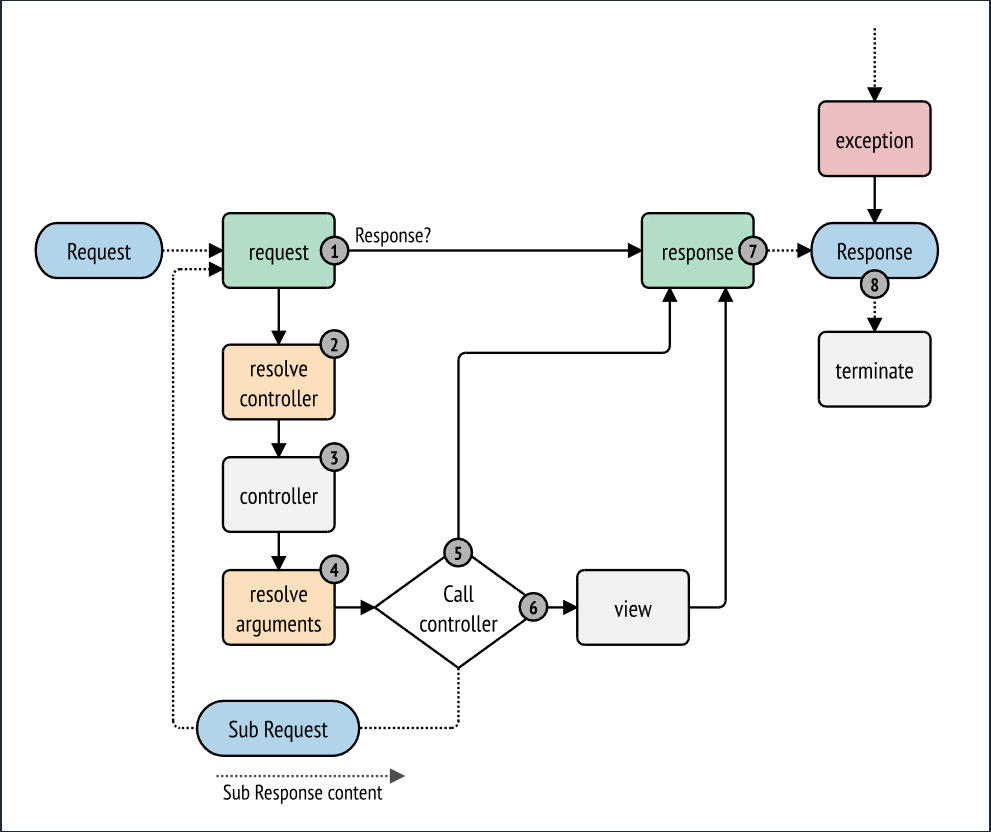 exception
Request
request
1
Response?
response
7
Response
8
2
resolve
controller
terminate
3
controller
4
resolve
arguments
5
Call
controller
6
view
Sub Request
Sub Response content